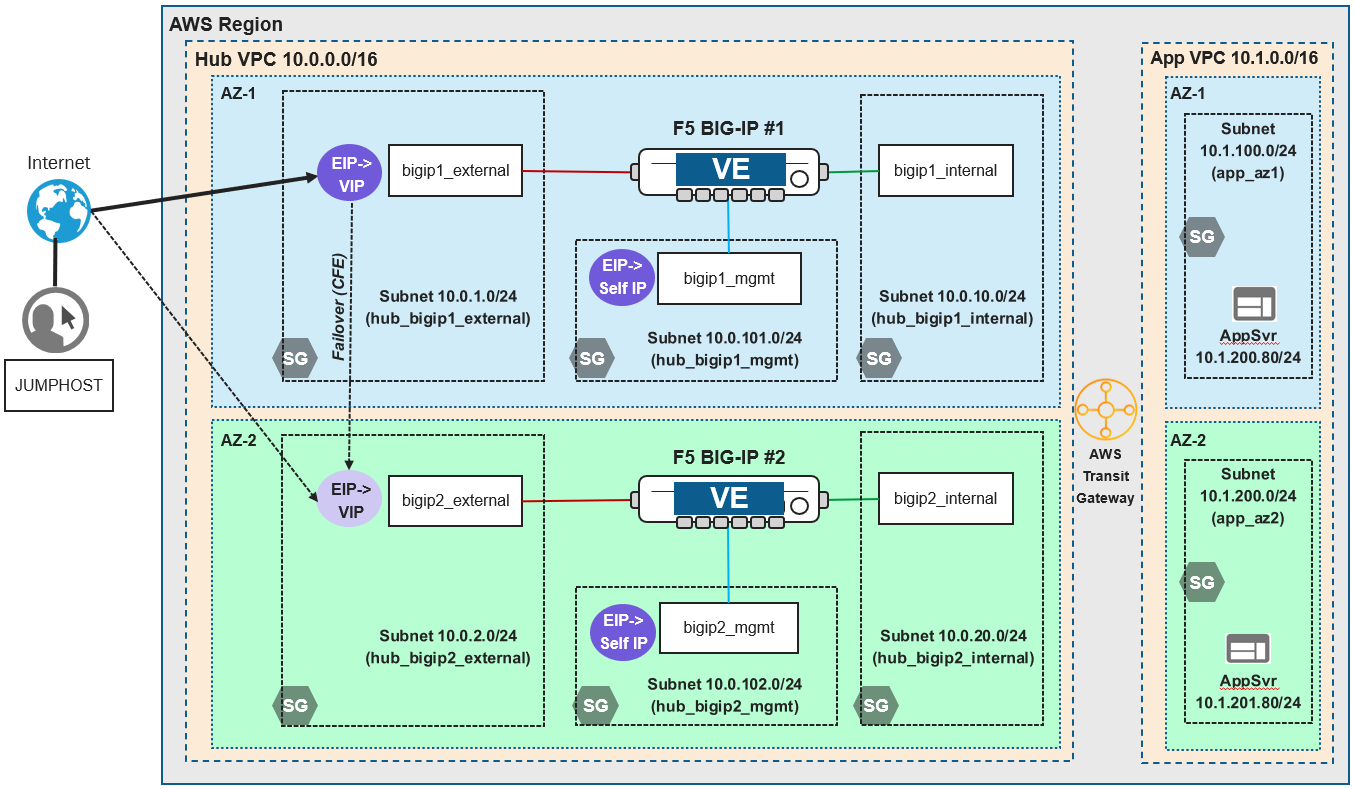 AWS Region
Hub VPC 10.0.0.0/16
AZ-1
EIP->
VIP
bigip1_external
F5 BIG-IP #1
VE
bigip1_internal
Failover (CFE)
EIP->
Self IP
bigip1_mgmt
Subnet 10.0.1.0/24
(hub_bigip1_external)
SG
Subnet 10.0.101.0/24
(hub_bigip1_mgmt)
SG
Subnet 10.0.10.0/24
(hub_bigip1_internal)
SG
AZ-2
EIP->
VIP
bigip2_external
F5 BIG-IP #2
VE
bigip2_internal
EIP->
Self IP
bigip2_mgmt
Subnet 10.0.2.0/24
(hub_bigip2_external)
SG
Subnet 10.0.102.0/24
(hub_bigip2_mgmt)
SG
Subnet 10.0.20.0/24
(hub_bigip2_internal)
SG
Internet
JUMPHOST
AWS
Transit
Gateway
App VPC 10.1.0.0/16
AZ-1
Subnet
10.1.100.0/24
(app_az1)
SG
AppSvr
10.1.200.80/24
AZ-2
Subnet
10.1.200.0/24
(app_az2)
SG
AppSvr
10.1.201.80/24